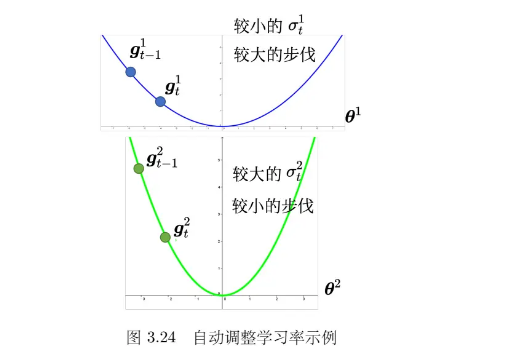 较小的 σ_t^1
较大的步伐
g_{t-1}^1
g_t^1
θ^1
较大的 σ_t^2
较小的步伐
g_{t-1}^2
g_t^2
θ^2
图 3.24 自动调整学习率示例